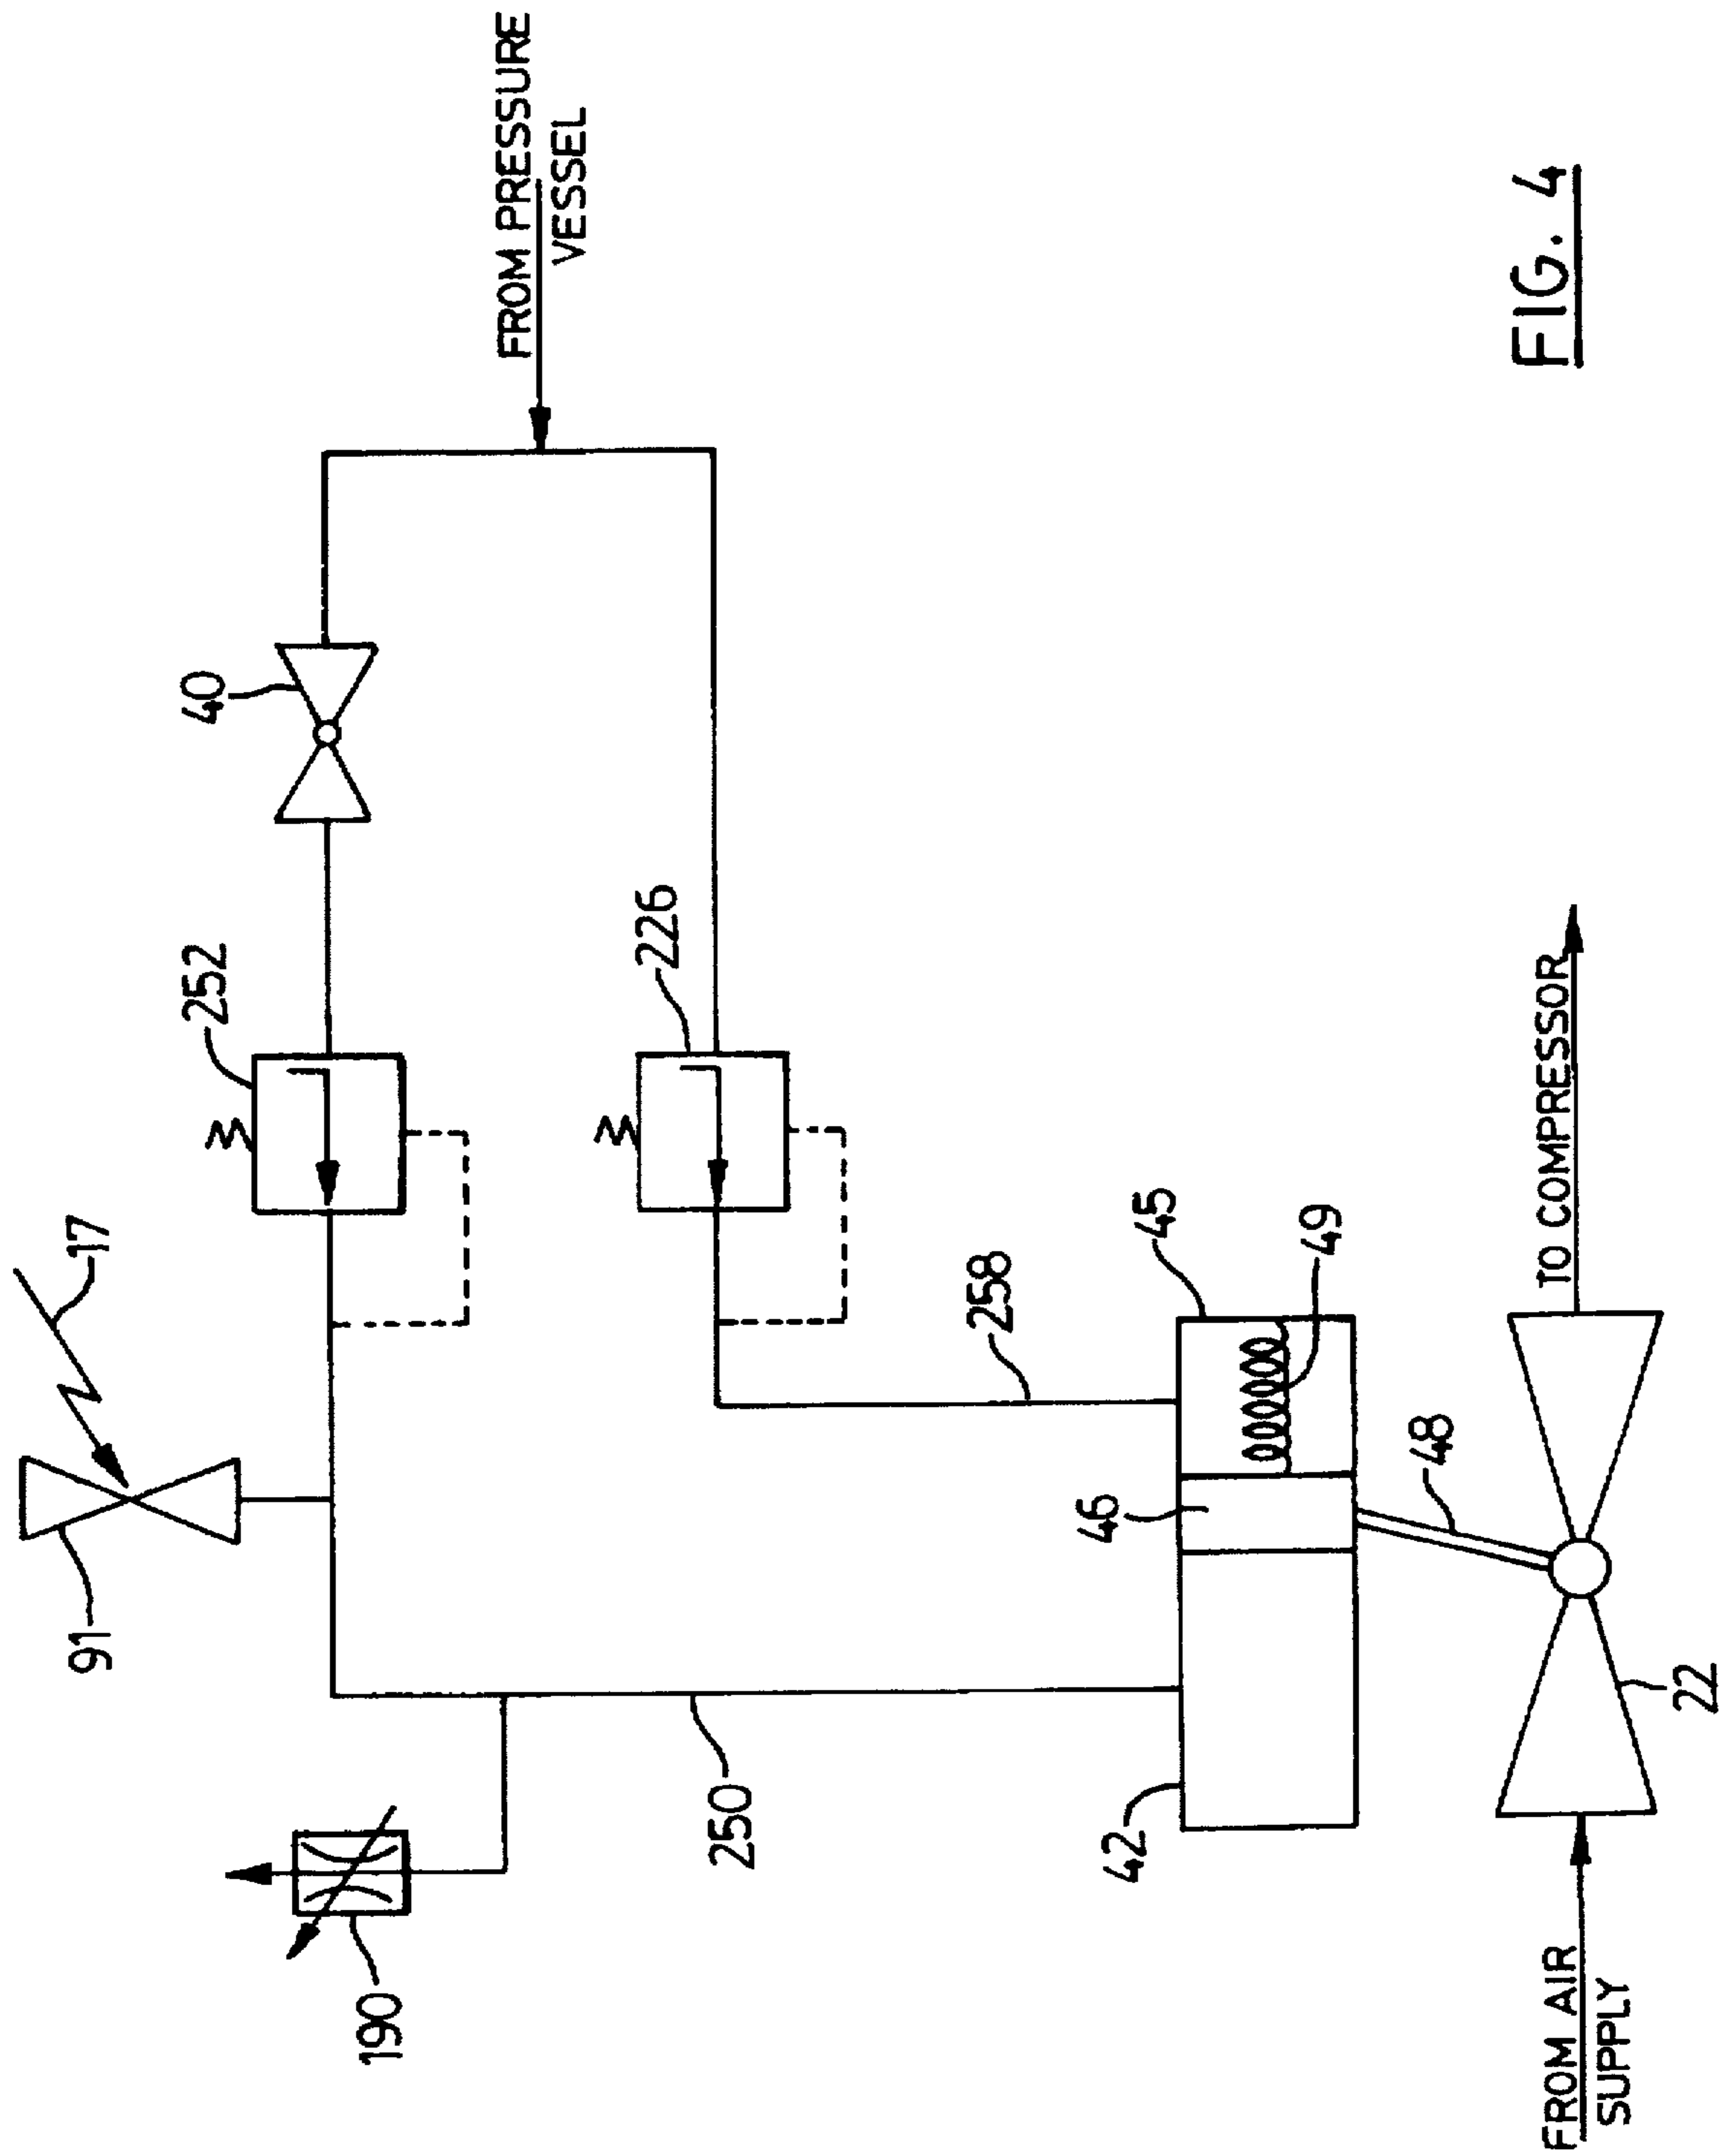 190
91
17
252
40
FROM PRESSURE
VESSEL
226
250
258
42
46
45
49
48
22
FROM AIR
SUPPLY
TO COMPRESSOR
FIG. 4